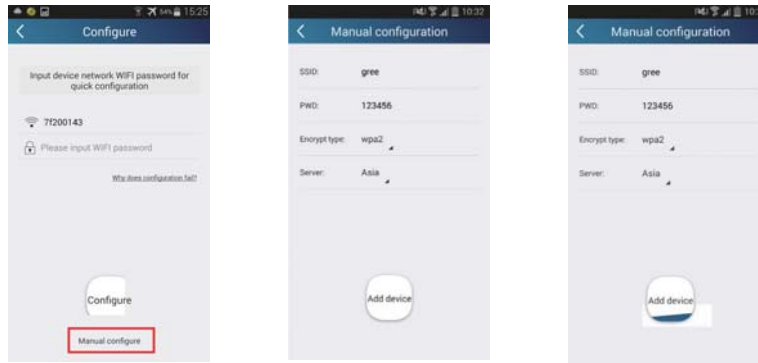 54% 15:25
Configure
Input device network WIFI password for
quick configuration
7f200143
Please input WIFI password
Why does configuration fail?
Configure
Manual configure
10:32
Manual configuration
SSID: gree
PWD: 123456
Encrypt type: wpa2
Server: Asia
Add device
Manual configuration
SSID: gree
PWD: 123456
Encrypt type: wpa2
Server: Asia
Add device